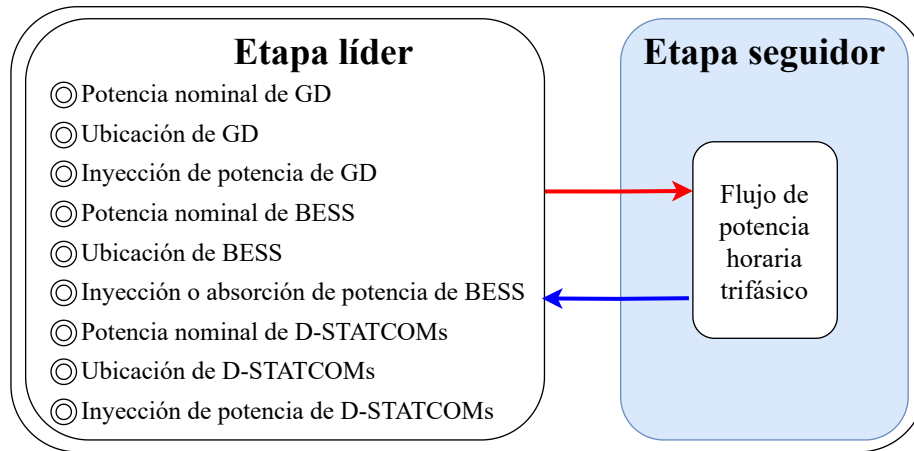 Etapa líder
Potencia nominal de GD
Ubicación de GD
Inyección de potencia de GD
Potencia nominal de BESS
Ubicación de BESS
Inyección o absorción de potencia de BESS
Potencia nominal de D-STATCOMs
Ubicación de D-STATCOMs
Inyección de potencia de D-STATCOMs
Etapa seguidor
Flujo de
potencia
horaria
trifásico